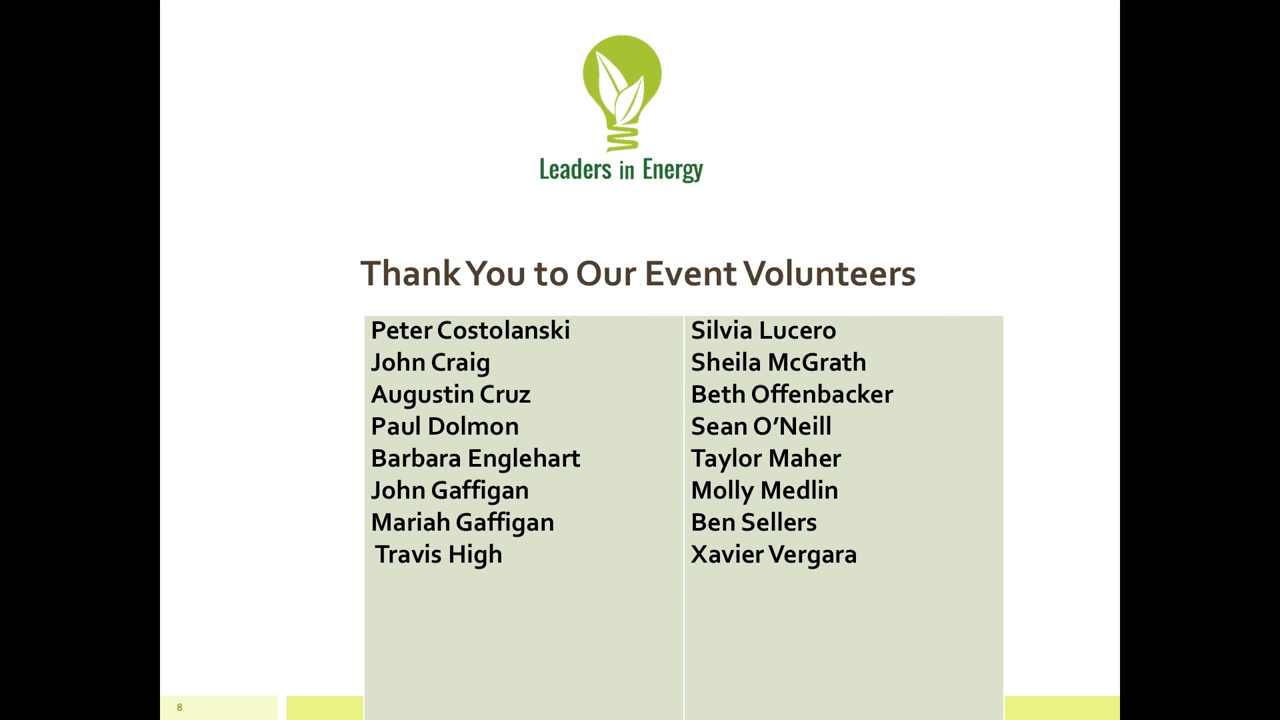 Leaders in Energy
Thank You to Our Event Volunteers
Peter Costolanski
John Craig
Augustin Cruz
Paul Dolmon
Barbara Englehart
John Gaffigan
Mariah Gaffigan
Travis High
Silvia Lucero
Sheila McGrath
Beth Offenbacker
Sean O’Neill
Taylor Maher
Molly Medlin
Ben Sellers
Xavier Vergara
8